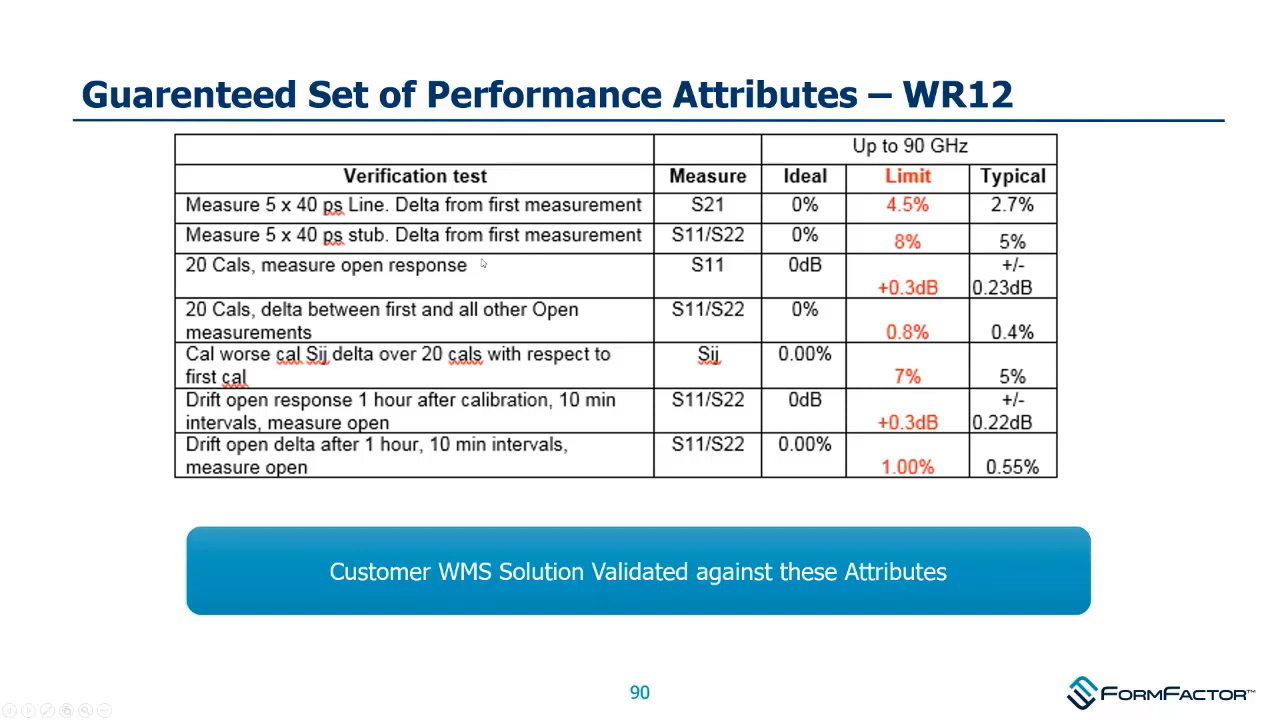 Guarenteed Set of Performance Attributes – WR12
Up to 90 GHz
Verification test Measure Ideal Limit Typical
Measure 5 x 40 ps Line. Delta from first measurement S21 0% 4.5% 2.7%
Measure 5 x 40 ps stub. Delta from first measurement S11/S22 0% 8% 5%
20 Cals, measure open response S11 0dB +0.3dB +/-
0.23dB
20 Cals, delta between first and all other Open S11/S22 0%
measurements 0.8% 0.4%
Cal worse cal Sij delta over 20 cals with respect to Sij 0.00%
first cal 7% 5%
Drift open response 1 hour after calibration, 10 min S11/S22 0dB +/-
intervals, measure open +0.3dB 0.22dB
Drift open delta after 1 hour, 10 min intervals, S11/S22 0.00%
measure open 1.00% 0.55%
Customer WMS Solution Validated against these Attributes
90
FORMFACTOR™